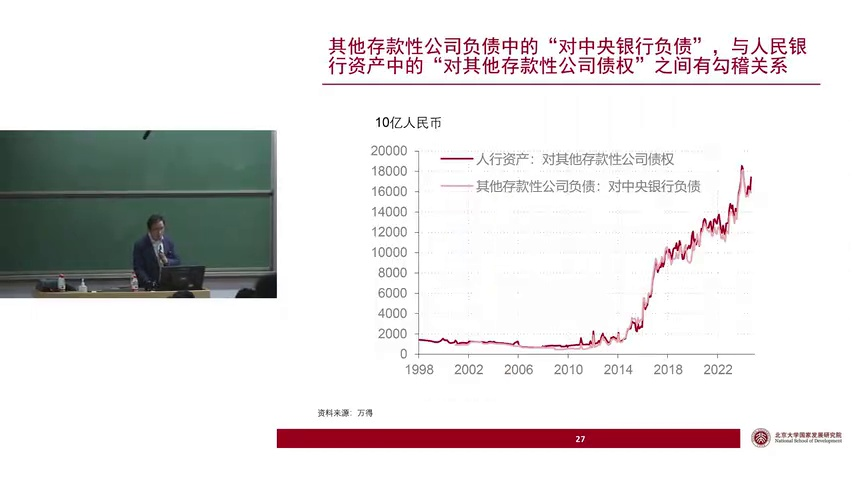 其他存款性公司负债中的“对中央银行负债”，与人民银
行资产中的“对其他存款性公司债权”之间有勾稽关系
10亿人民币
20000
18000
16000
14000
12000
10000
8000
6000
4000
2000
0
人行资产：对其他存款性公司债权
其他存款性公司负债：对中央银行负债
1998 2002 2006 2010 2014 2018 2022
资料来源：万得
27
北京大学国家发展研究院
National School of Development